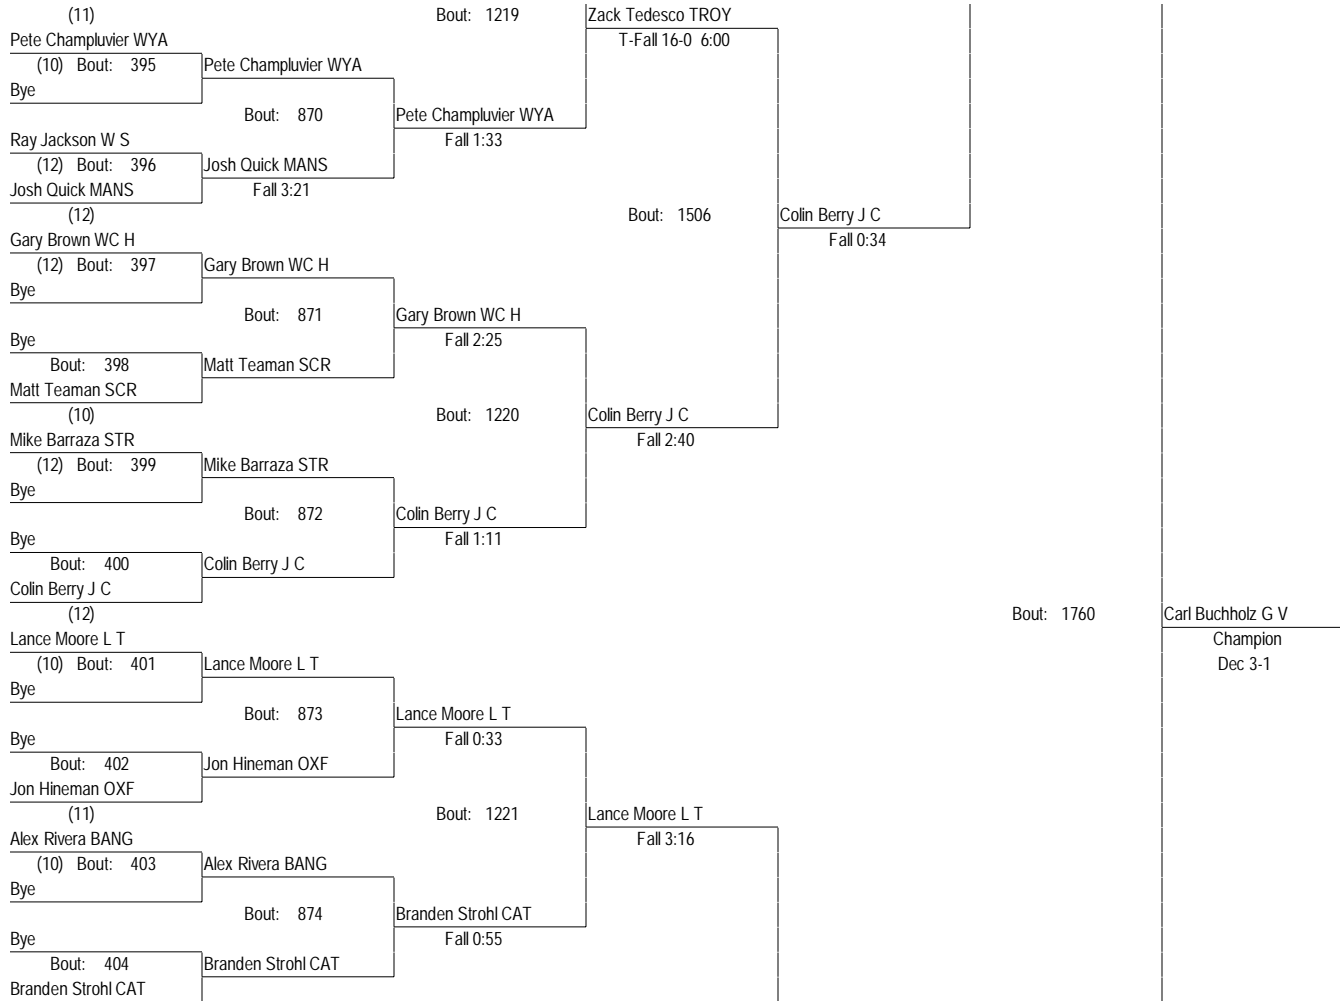 (11) Bout: 1219 Zack Tedesco TROY
Pete Champluvier WYA T-Fall 16-0 6:00
(10) Bout: 395 Pete Champluvier WYA
Bye
Bout: 870 Pete Champluvier WYA
Ray Jackson W S Fall 1:33
(12) Bout: 396 Josh Quick MANS
Josh Quick MANS Fall 3:21
(12) Bout: 1506 Colin Berry J C
Gary Brown WC H Fall 0:34
(12) Bout: 397 Gary Brown WC H
Bye
Bout: 871 Gary Brown WC H
Bye Fall 2:25
Bout: 398 Matt Teaman SCR
Matt Teaman SCR
(10) Bout: 1220 Colin Berry J C
Mike Barraza STR Fall 2:40
(12) Bout: 399 Mike Barraza STR
Bye
Bout: 872 Colin Berry J C
Bye Fall 1:11
Bout: 400 Colin Berry J C
Colin Berry J C
(12) Bout: 1760 Carl Buchholz G V
Lance Moore L T Champion
(10) Bout: 401 Lance Moore L T Dec 3-1
Bye
Bout: 873 Lance Moore L T
Bye Fall 0:33
Bout: 402 Jon Hineman OXF
Jon Hineman OXF
(11) Bout: 1221 Lance Moore L T
Alex Rivera BANG Fall 3:16
(10) Bout: 403 Alex Rivera BANG
Bye
Bout: 874 Branden Strohl CAT
Bye Fall 0:55
Bout: 404 Branden Strohl CAT
Branden Strohl CAT